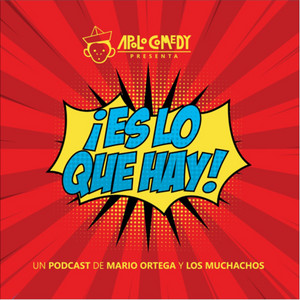 APOLO COMEDY
PRESENTA
¡ES LO
QUE HAY!
UN PODCAST DE MARIO ORTEGA Y LOS MUCHACHOS